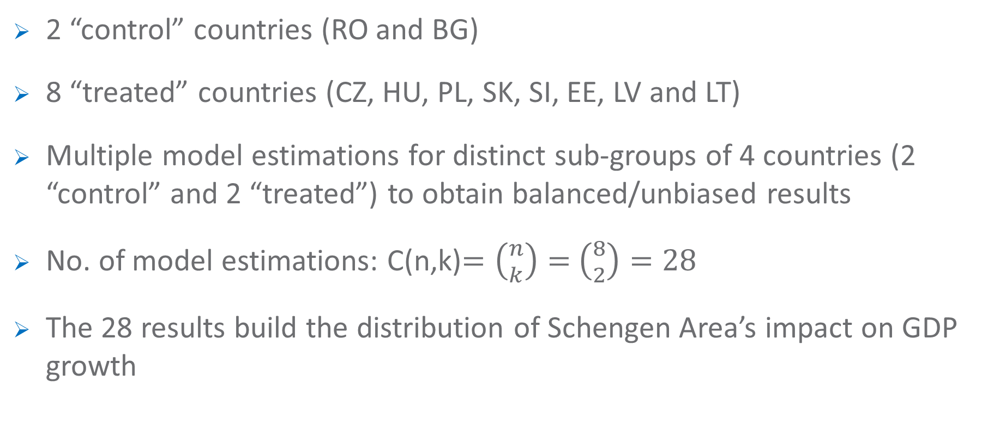 ➢ 2 “control” countries (RO and BG)
➢ 8 “treated” countries (CZ, HU, PL, SK, SI, EE, LV and LT)
➢ Multiple model estimations for distinct sub-groups of 4 countries (2
“control” and 2 “treated”) to obtain balanced/unbiased results
➢ No. of model estimations: C(n,k)= (n k) = (8 2) = 28
➢ The 28 results build the distribution of Schengen Area’s impact on GDP
growth